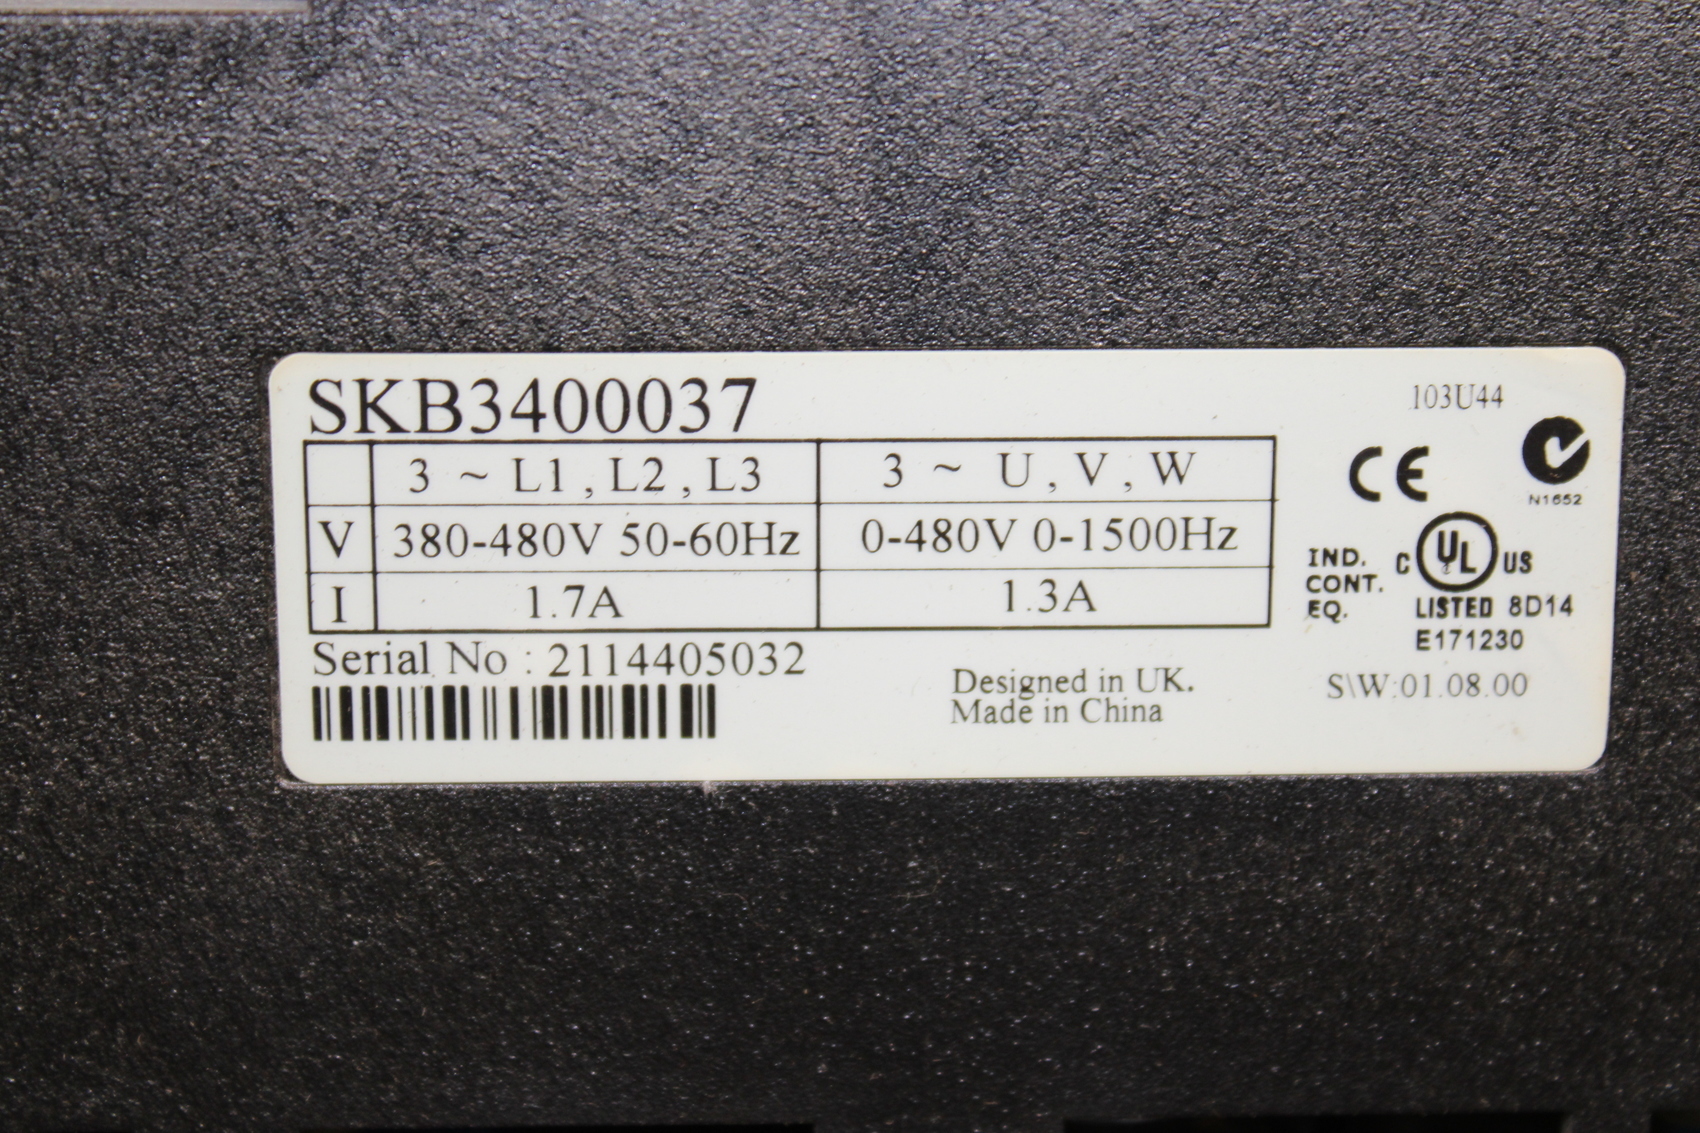 SKB3400037
3 ~ L1 , L2 , L3 3 ~ U , V , W
V 380-480V 50-60Hz 0-480V 0-1500Hz
I 1.7A 1.3A
Serial No : 2114405032
Designed in UK.
Made in China
103U44
CE
N1652
IND.
CONT.
EQ.
C UL US
LISTED 8D14
E171230
S\W:01.08.00